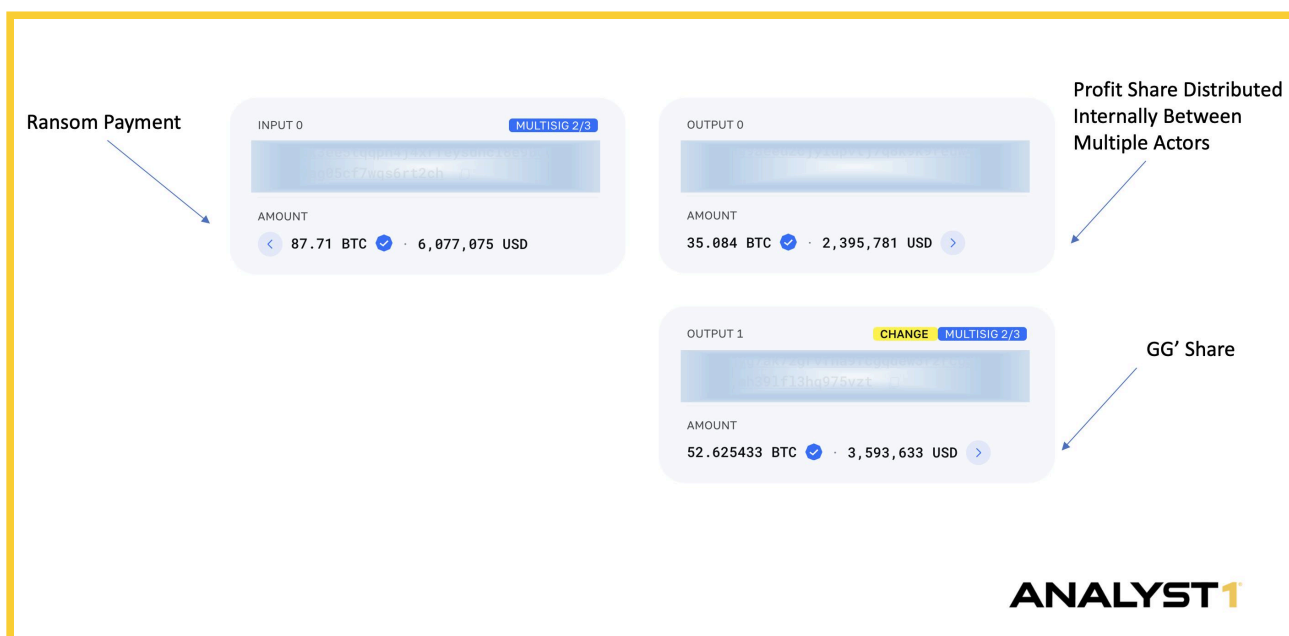 Ransom Payment
INPUT 0
MULTISIG 2/3
AMOUNT
87.71 BTC · 6,077,075 USD
OUTPUT 0
AMOUNT
35.084 BTC · 2,395,781 USD
Profit Share Distributed
Internally Between
Multiple Actors
OUTPUT 1
CHANGE
MULTISIG 2/3
AMOUNT
52.625433 BTC · 3,593,633 USD
GG' Share
ANALYST1